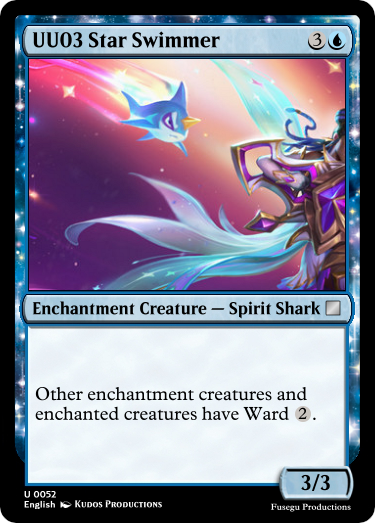 UU03 Star Swimmer 3
Enchantment Creature — Spirit Shark
Other enchantment creatures and
enchanted creatures have Ward 2.
3/3
U 0052
English KUDOS PRODUCTIONS
Fusegu Productions